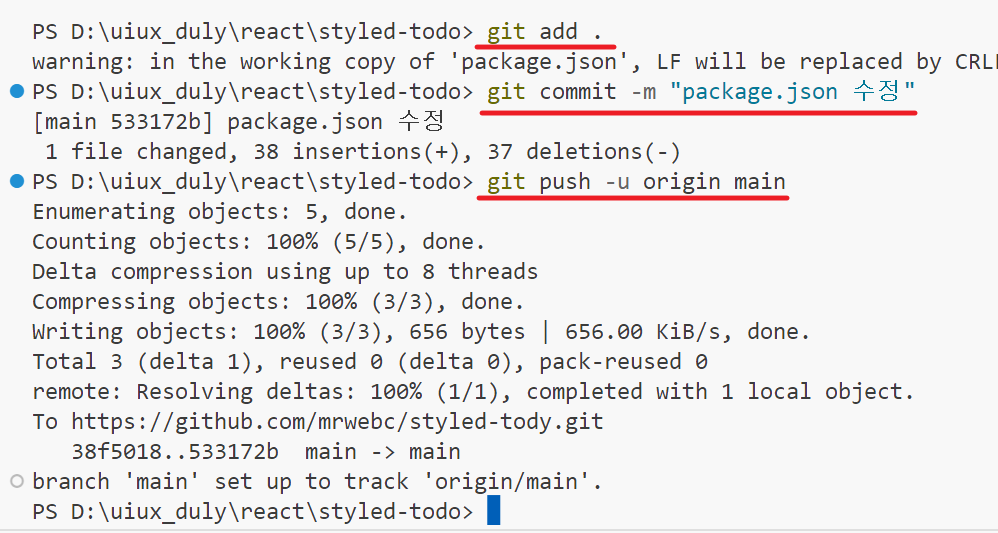 PS D:\uiux_duly\react\styled-todo> git add .
warning: in the working copy of 'package.json', LF will be replaced by CRL
PS D:\uiux_duly\react\styled-todo> git commit -m "package.json 수정"
[main 533172b] package.json 수정
 1 file changed, 38 insertions(+), 37 deletions(-)
PS D:\uiux_duly\react\styled-todo> git push -u origin main
Enumerating objects: 5, done.
Counting objects: 100% (5/5), done.
Delta compression using up to 8 threads
Compressing objects: 100% (3/3), done.
Writing objects: 100% (3/3), 656 bytes | 656.00 KiB/s, done.
Total 3 (delta 1), reused 0 (delta 0), pack-reused 0
remote: Resolving deltas: 100% (1/1), completed with 1 local object.
To https://github.com/mrwebc/styled-tody.git
   38f5018..533172b  main -> main
branch 'main' set up to track 'origin/main'.
PS D:\uiux_duly\react\styled-todo>